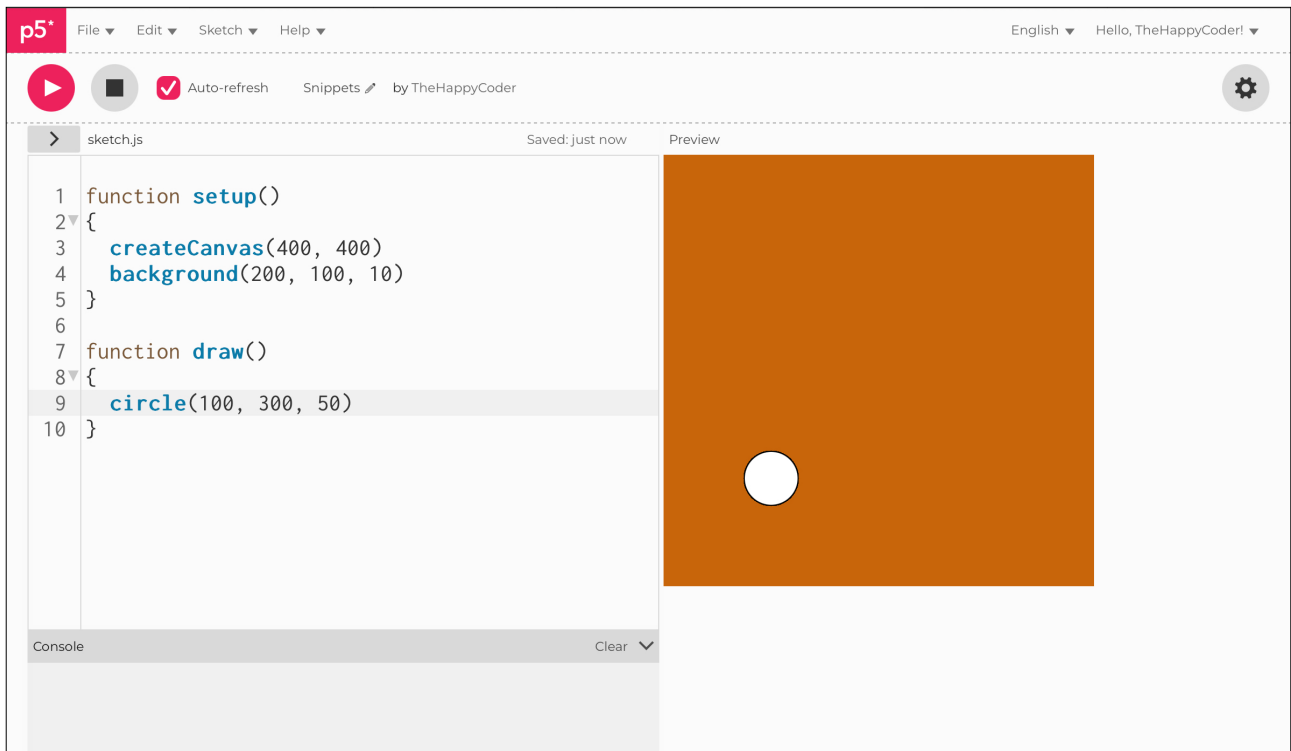 p5* File Edit Sketch Help English Hello, TheHappyCoder!
Auto-refresh Snippets by TheHappyCoder
sketch.js Saved: just now Preview
1 function setup()
2 {
3 createCanvas(400, 400)
4 background(200, 100, 10)
5 }
6
7 function draw()
8 {
9 circle(100, 300, 50)
10 }
Console Clear